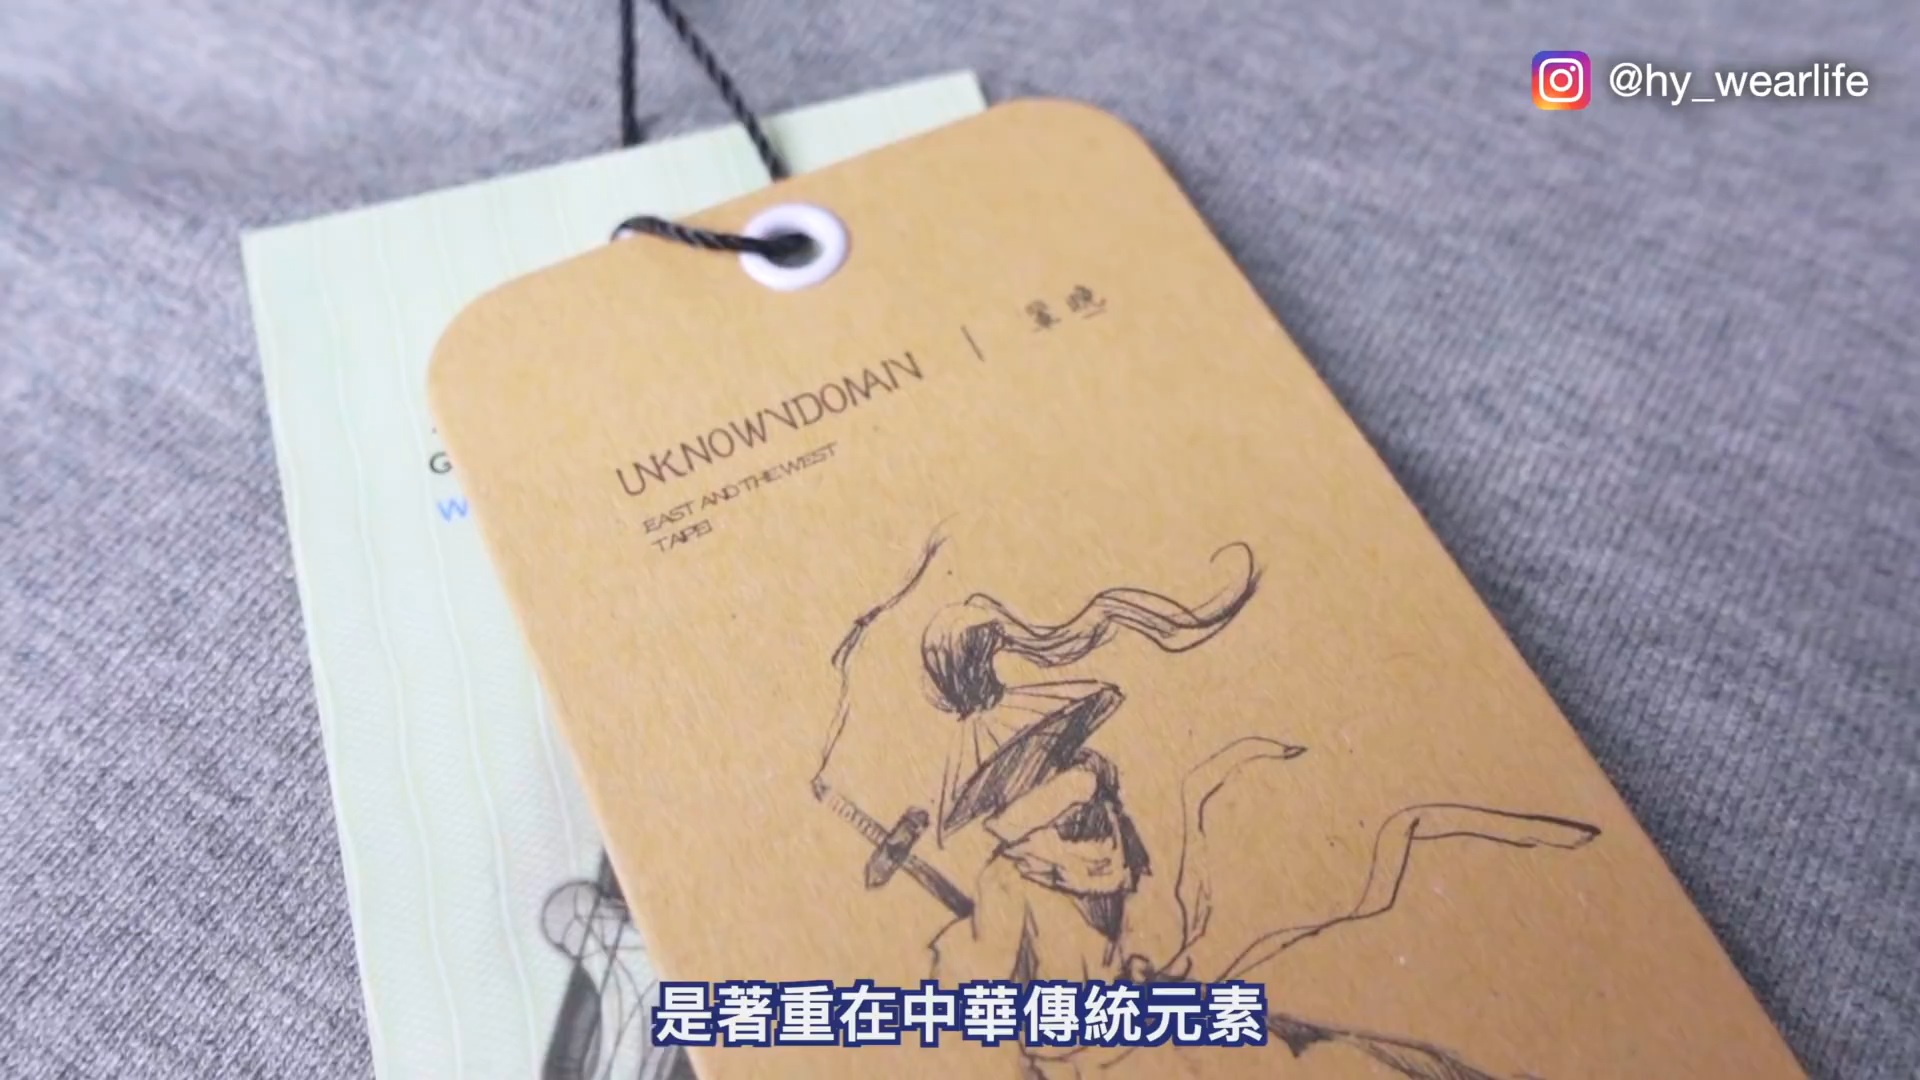 @hy_wearlife
UNKNOWNDOMAIN |
EAST AND THE WEST
TAIPEI
G
W
是著重在中華傳統元素